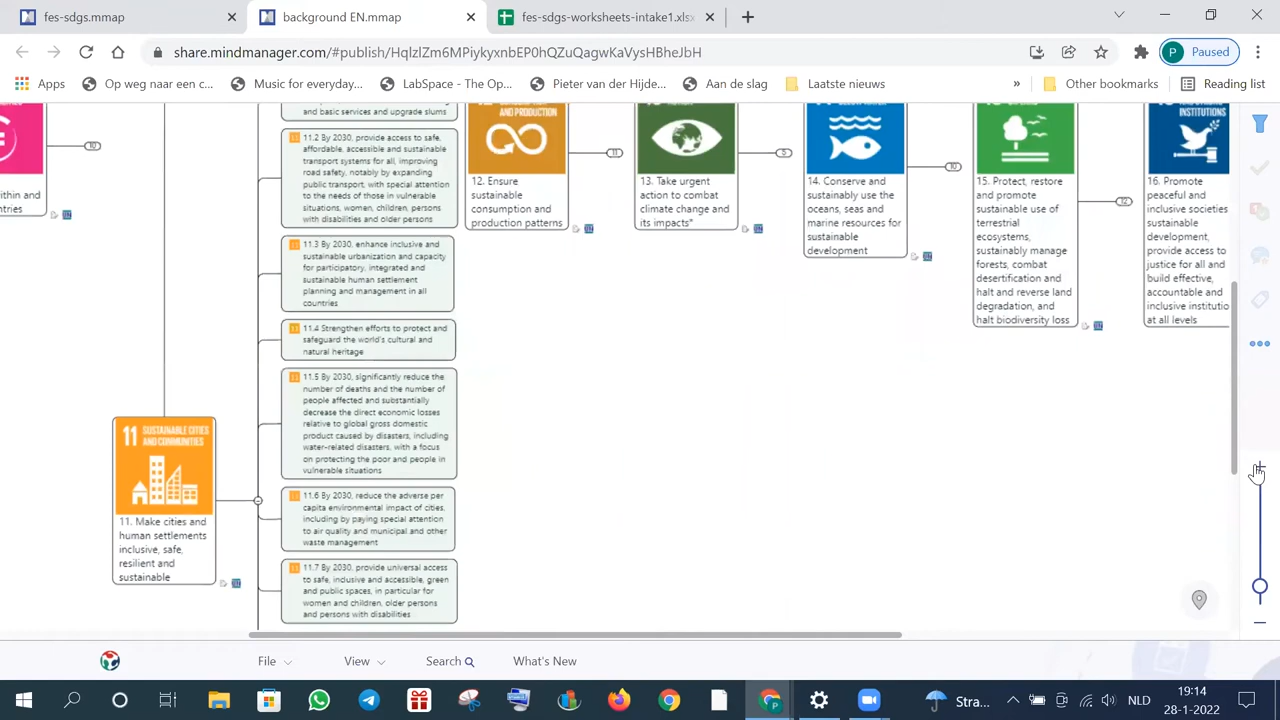 fes-sdgs.mmap
background EN.mmap
fes-sdgs-worksheets-intake1.xlsx
share.mindmanager.com/#publish/HqlzlZm6MPiykyxnbEP0hQZuQagwKaVysHBheJbH
P
Paused
Apps
Op weg naar een c...
Music for everyday...
LabSpace - The Op...
Pieter van der Hijde...
Aan de slag
Laatste nieuws
»
Other bookmarks
Reading list
and basic services and upgrade slums
11.2 By 2030, provide access to safe,
affordable, accessible and sustainable
transport systems for all, improving
road safety, notably by expanding
public transport, with special attention
to the needs of those in vulnerable
situations, women, children, persons
with disabilities and older persons
11.3 By 2030, enhance inclusive and
sustainable urbanization and capacity
for participatory, integrated and
sustainable human settlement
planning and management in all
countries
11.4 Strengthen efforts to protect and
safeguard the world's cultural and
natural heritage
11.5 By 2030, significantly reduce the
number of deaths and the number of
people affected and substantially
decrease the direct economic losses
relative to global gross domestic
product caused by disasters, including
water-related disasters, with a focus
on protecting the poor and people in
vulnerable situations
11.6 By 2030, reduce the adverse per
capita environmental impact of cities,
including by paying special attention
to air quality and municipal and other
waste management
11.7 By 2030, provide universal access
to safe, inclusive and accessible, green
and public spaces, in particular for
women and children, older persons
and persons with disabilities
11 SUSTAINABLE CITIES
AND COMMUNITIES
11. Make cities and
human settlements
inclusive, safe,
resilient and
sustainable
AND PRODUCTION
12. Ensure
sustainable
consumption and
production patterns
11
13. Take urgent
action to combat
climate change and
its impacts*
5
14. Conserve and
sustainably use the
oceans, seas and
marine resources for
sustainable
development
10
15. Protect, restore
and promote
sustainable use of
terrestrial
ecosystems,
sustainably manage
forests, combat
desertification and
halt and reverse land
degradation, and
halt biodiversity loss
12
INSTITUTIONS
16. Promote
peaceful and
inclusive societies
sustainable
development,
provide access to
justice for all and
build effective,
accountable and
inclusive institutio
at all levels
10
ithin and
ntries
File
View
Search
What's New
Stra...
NLD
19:14
28-1-2022